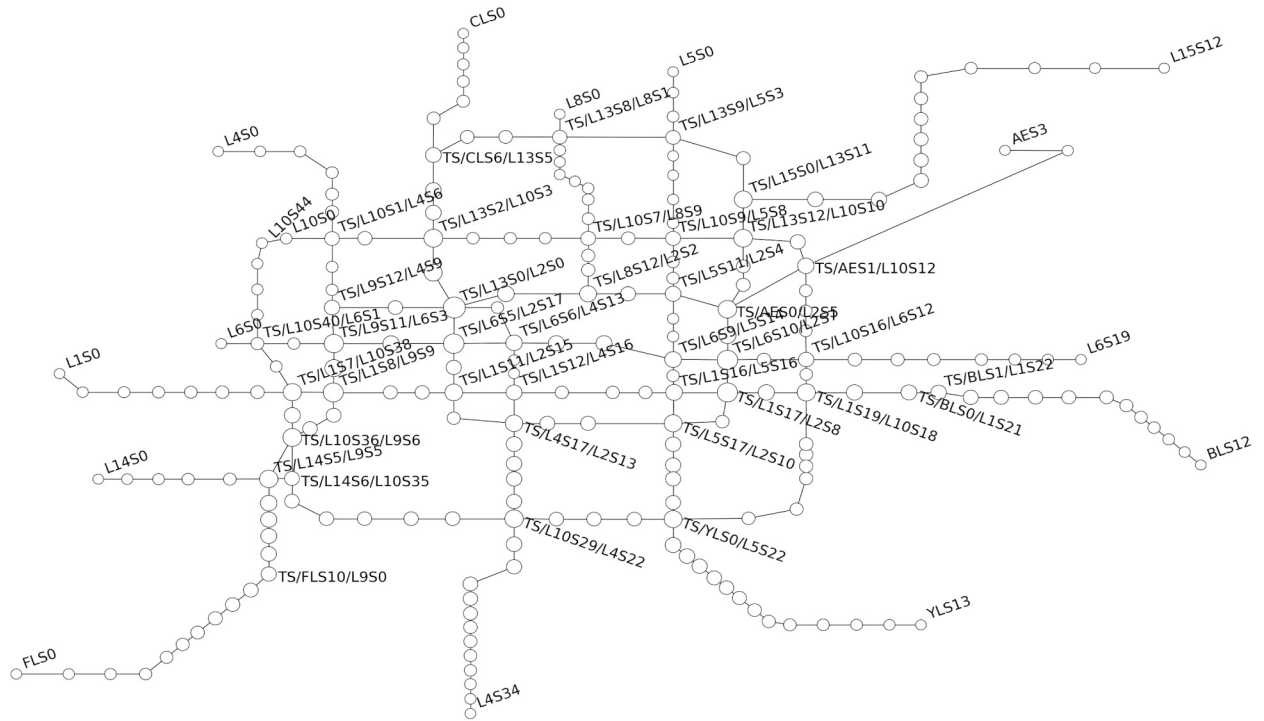 CLS0
L5S0
L15S12
L8S0
TS/L13S8/L8S1
TS/L13S9/L5S3
L4S0
AES3
TS/CLS6/L13S5
TS/L15S0/L13S11
L10S44
L10S0
TS/L10S1/L4S6
TS/L13S2/L10S3
TS/L10S7/L8S9
TS/L10S9/L5S8
TS/L13S12/L10S10
TS/AES1/L10S12
TS/L9S12/L4S9
TS/L13S0/L2S0
TS/L8S12/L2S2
TS/L5S11/L2S4
TS/AES0/L2S5
L6S0
TS/L10S40/L6S1
TS/L9S11/L6S3
TS/L6S5/L2S17
TS/L6S6/L4S13
TS/L6S9/L5S14
TS/L6S10/L2S7
TS/L10S16/L6S12
L6S19
L1S0
TS/L1S7/L10S38
TS/L1S8/L9S9
TS/L1S11/L2S15
TS/L1S12/L4S16
TS/L1S16/L5S16
TS/L1S17/L2S8
TS/L1S19/L10S18
TS/BLS0/L1S21
TS/BLS1/L1S22
BLS12
TS/L10S36/L9S6
TS/L4S17/L2S13
TS/L5S17/L2S10
L14S0
TS/L14S5/L9S5
TS/L14S6/L10S35
TS/L10S29/L4S22
TS/YLS0/L5S22
TS/FLS10/L9S0
YLS13
FLS0
L4S34